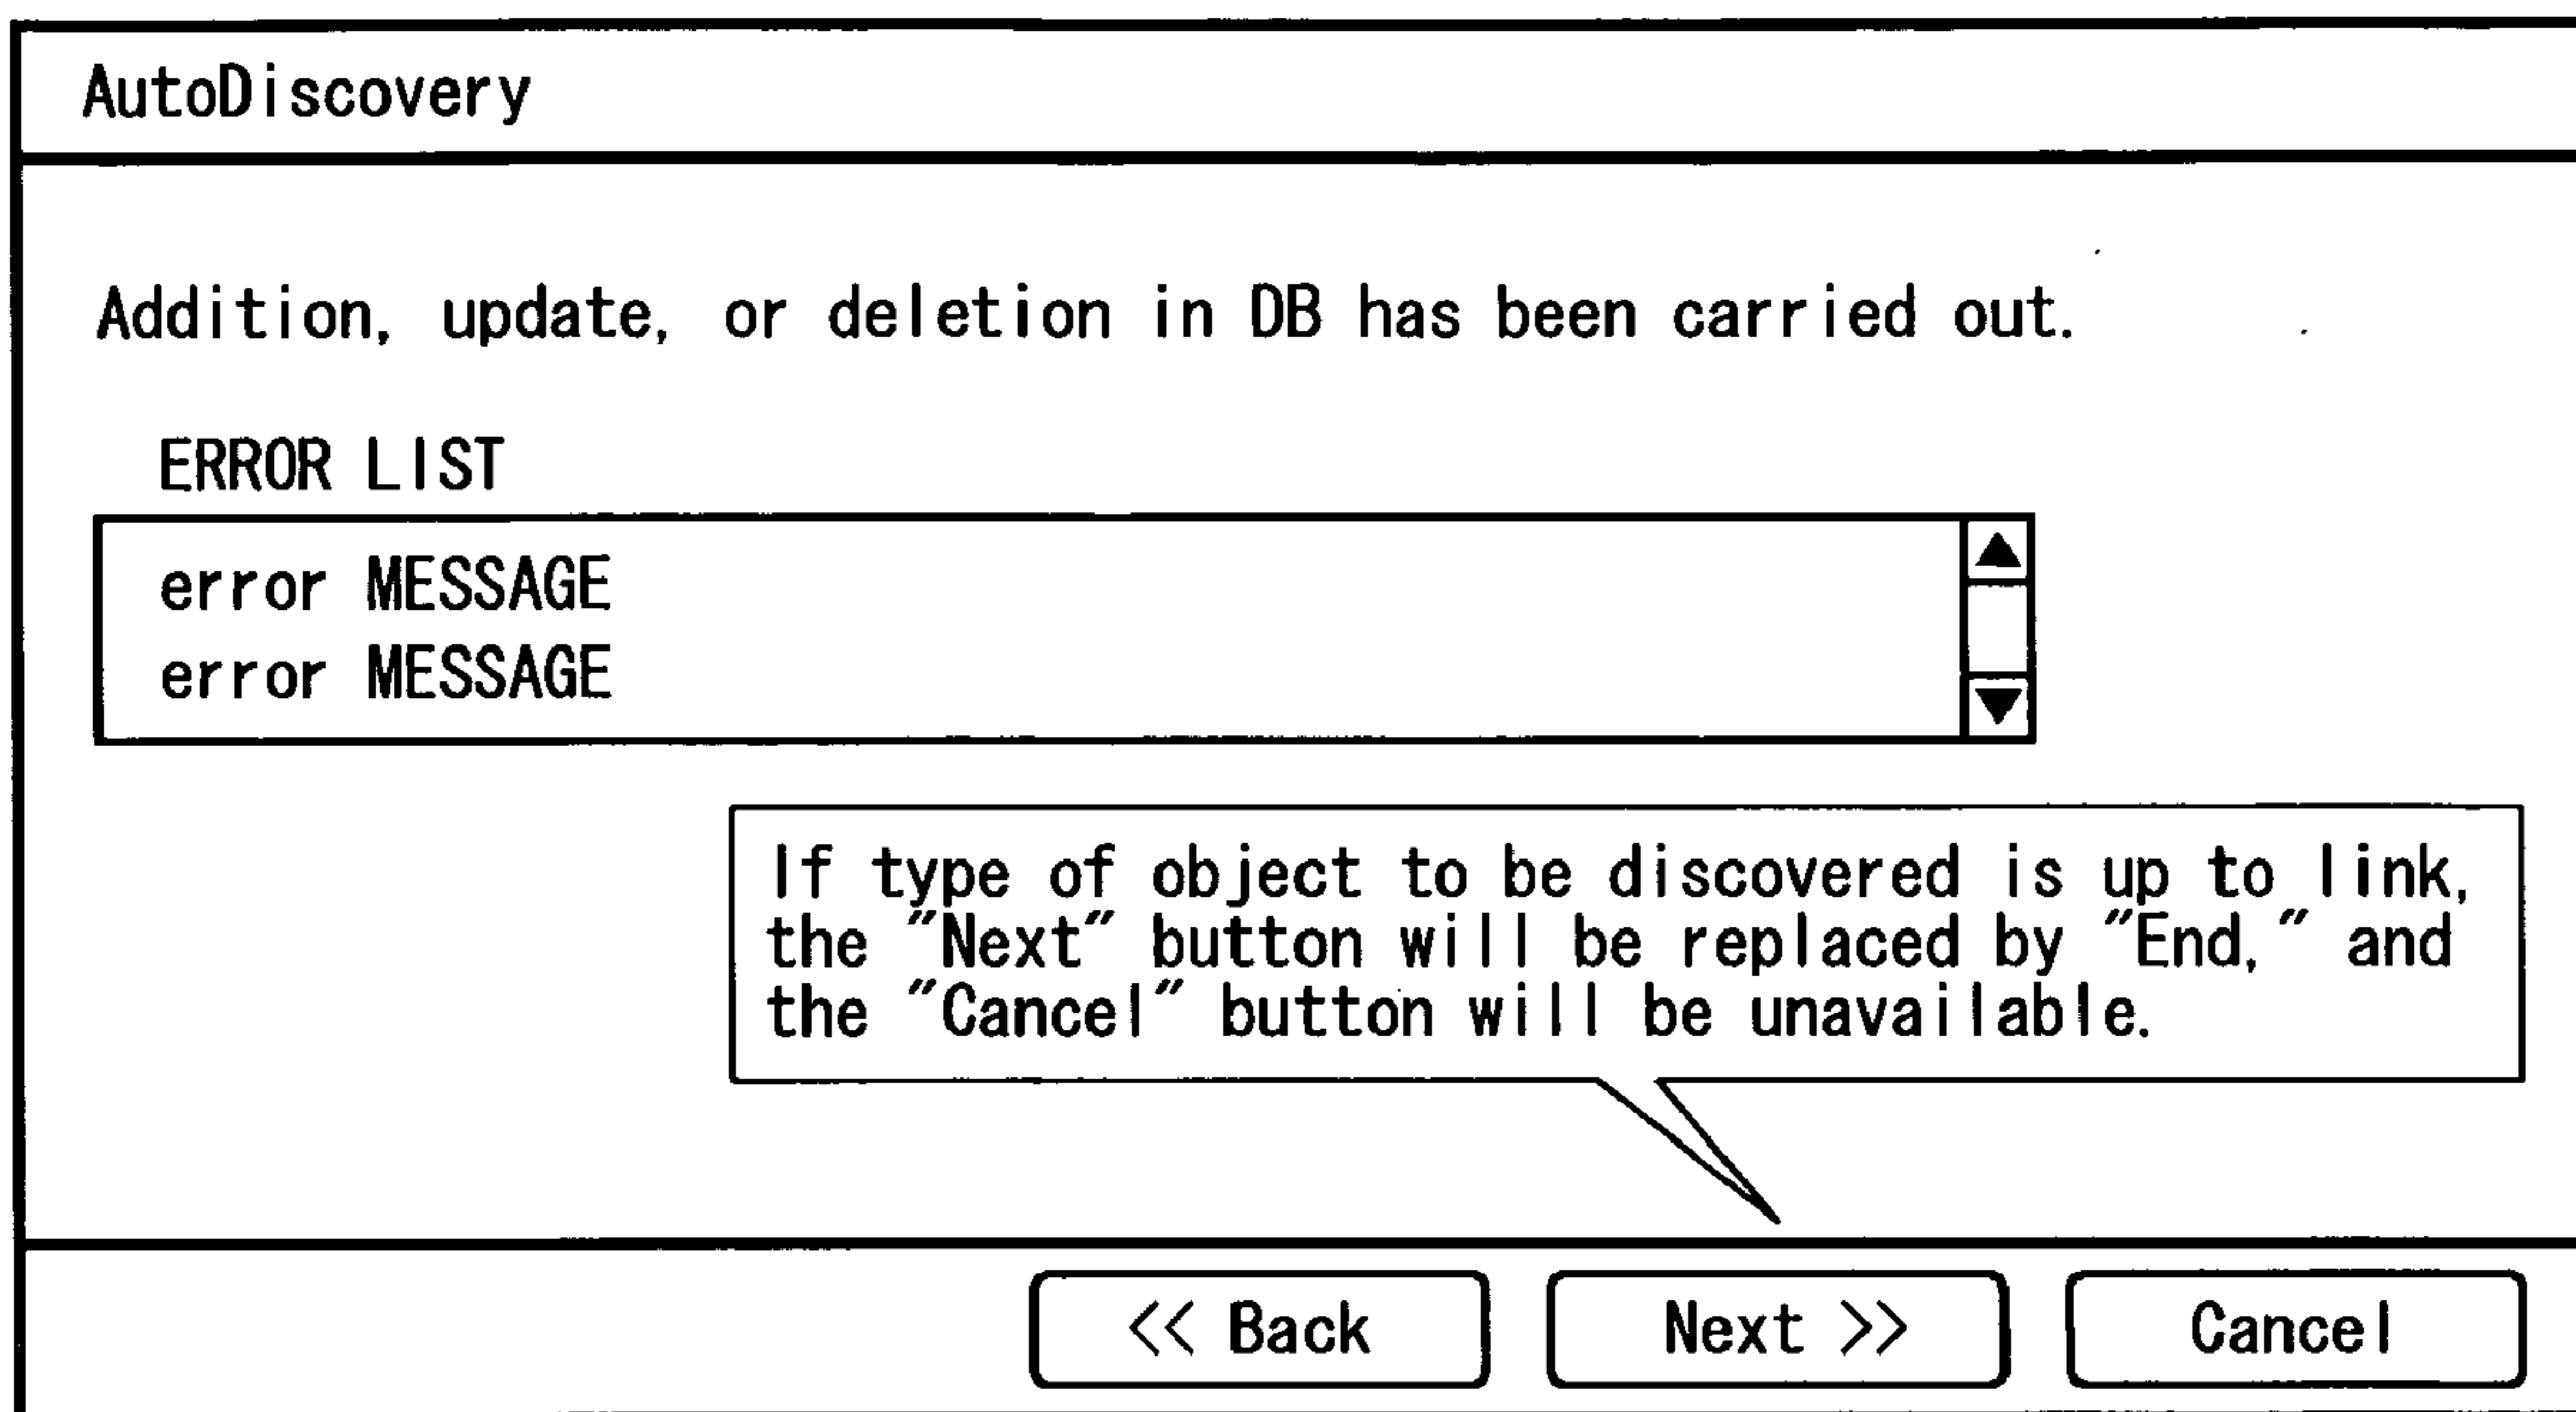 AutoDiscovery
Addition, update, or deletion in DB has been carried out.
ERROR LIST
error MESSAGE
error MESSAGE
If type of object to be discovered is up to link,
the "Next" button will be replaced by "End," and
the "Cancel" button will be unavailable.
<< Back
Next >>
Cancel